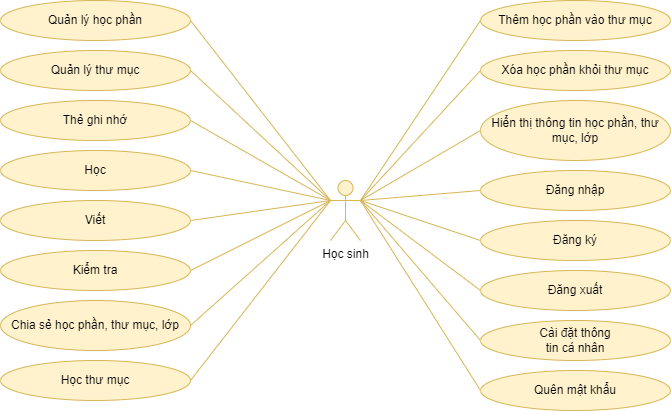 Quản lý học phần
Quản lý thư mục
Thẻ ghi nhớ
Học
Viết
Kiểm tra
Chia sẻ học phần, thư mục, lớp
Học thư mục
Học sinh
Thêm học phần vào thư mục
Xóa học phần khỏi thư mục
Hiển thị thông tin học phần, thư
mục, lớp
Đăng nhập
Đăng ký
Đăng xuất
Cài đặt thông
tin cá nhân
Quên mật khẩu